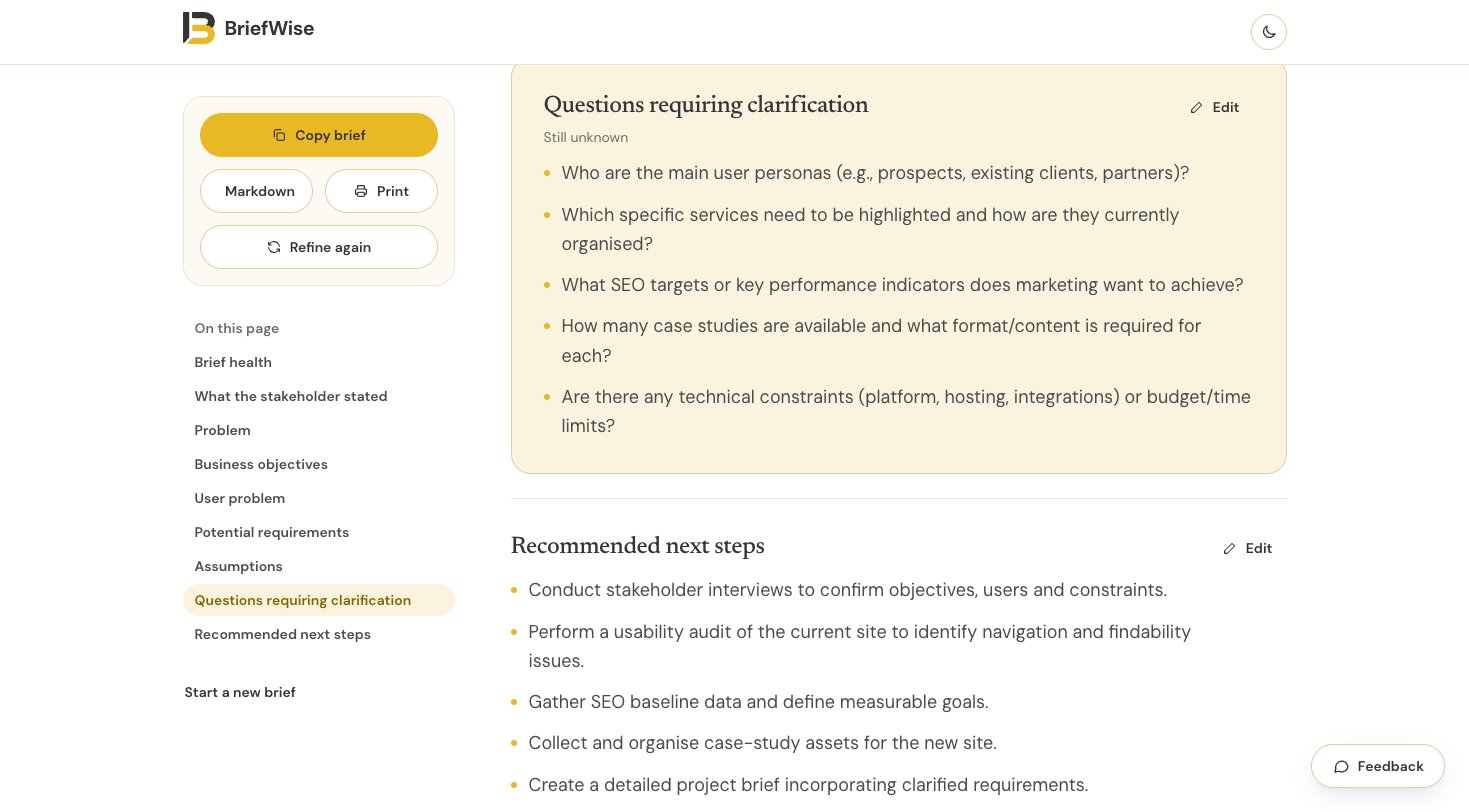 BriefWise
Copy brief
Markdown
Print
Refine again
On this page
Brief health
What the stakeholder stated
Problem
Business objectives
User problem
Potential requirements
Assumptions
Questions requiring clarification
Recommended next steps
Start a new brief
Questions requiring clarification
Edit
Still unknown
Who are the main user personas (e.g., prospects, existing clients, partners)?
Which specific services need to be highlighted and how are they currently
organised?
What SEO targets or key performance indicators does marketing want to achieve?
How many case studies are available and what format/content is required for
each?
Are there any technical constraints (platform, hosting, integrations) or budget/time
limits?
Recommended next steps
Edit
Conduct stakeholder interviews to confirm objectives, users and constraints.
Perform a usability audit of the current site to identify navigation and findability
issues.
Gather SEO baseline data and define measurable goals.
Collect and organise case-study assets for the new site.
Create a detailed project brief incorporating clarified requirements.
Feedback